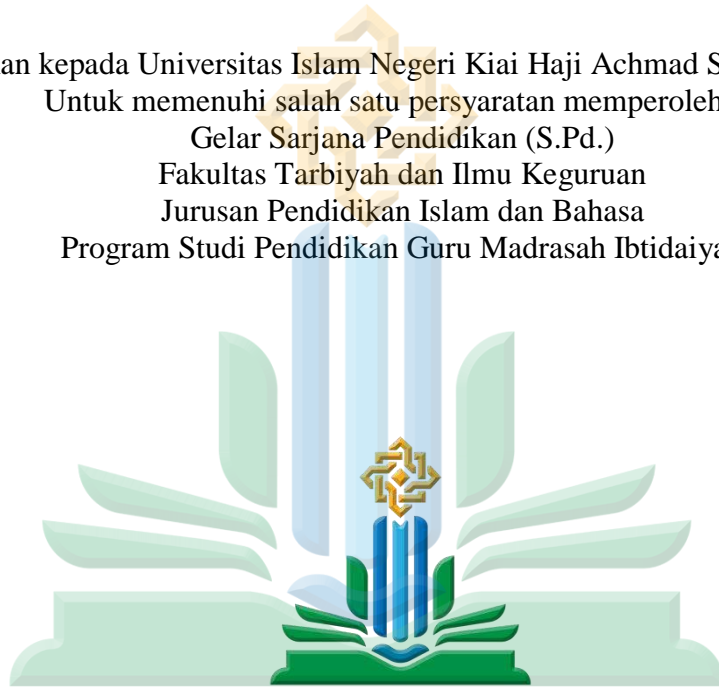 an kepada Universitas Islam Negeri Kiai Haji Achmad S
Untuk memenuhi salah satu persyaratan memperoleh
Gelar Sarjana Pendidikan (S.Pd.)
Fakultas Tarbiyah dan Ilmu Keguruan
Jurusan Pendidikan Islam dan Bahasa
Program Studi Pendidikan Guru Madrasah Ibtidaiya